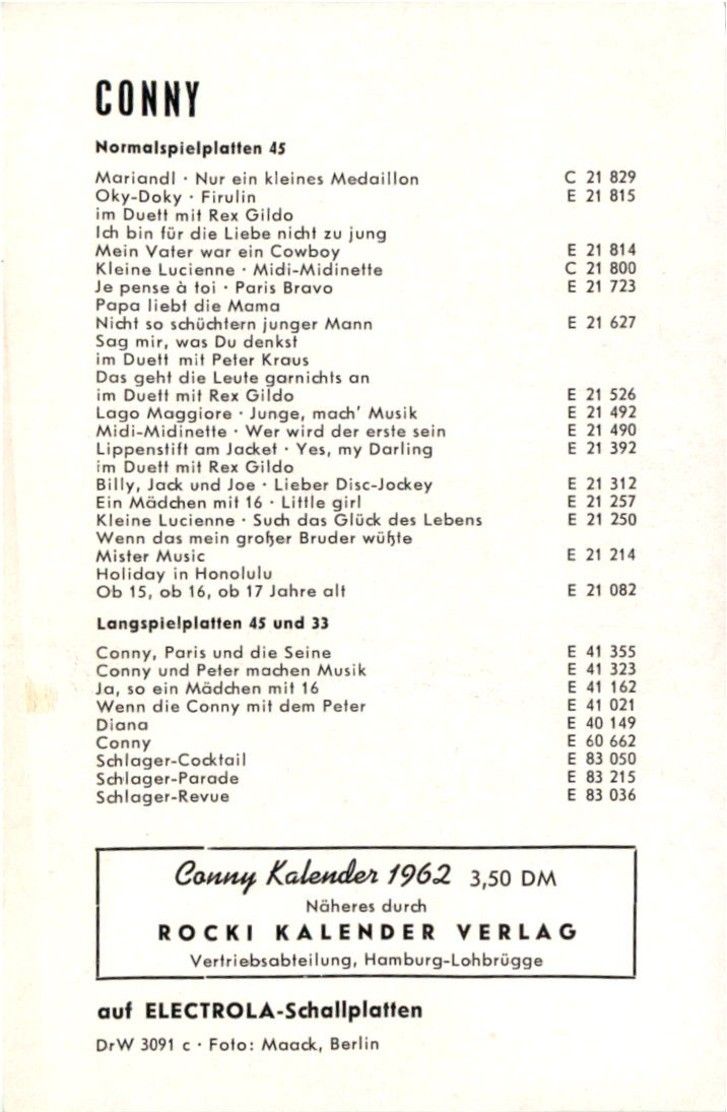 CONNY
Normalspielplatten 45
Mariandl · Nur ein kleines Medaillon C 21 829
Oky-Doky · Firulin E 21 815
im Duett mit Rex Gildo
Ich bin für die Liebe nicht zu jung
Mein Vater war ein Cowboy E 21 814
Kleine Lucienne · Midi-Midinette C 21 800
Je pense à toi · Paris Bravo E 21 723
Papa liebt die Mama
Nicht so schüchtern junger Mann E 21 627
Sag mir, was Du denkst
im Duett mit Peter Kraus
Das geht die Leute garnichts an
im Duett mit Rex Gildo E 21 526
Lago Maggiore · Junge, mach' Musik E 21 492
Midi-Midinette · Wer wird der erste sein E 21 490
Lippenstift am Jacket · Yes, my Darling E 21 392
im Duett mit Rex Gildo
Billy, Jack und Joe · Lieber Disc-Jockey E 21 312
Ein Mädchen mit 16 · Little girl E 21 257
Kleine Lucienne · Such das Glück des Lebens E 21 250
Wenn das mein großer Bruder wüßte
Mister Music E 21 214
Holiday in Honolulu
Ob 15, ob 16, ob 17 Jahre alt E 21 082
Langspielplatten 45 und 33
Conny, Paris und die Seine E 41 355
Conny und Peter machen Musik E 41 323
Ja, so ein Mädchen mit 16 E 41 162
Wenn die Conny mit dem Peter E 41 021
Diana E 40 149
Conny E 60 662
Schlager-Cocktail E 83 050
Schlager-Parade E 83 215
Schlager-Revue E 83 036
Conny Kalender 1962 3,50 DM
Näheres durch
ROCKI KALENDER VERLAG
Vertriebsabteilung, Hamburg-Lohbrügge
auf ELECTROLA-Schallplatten
DrW 3091 c · Foto: Maack, Berlin